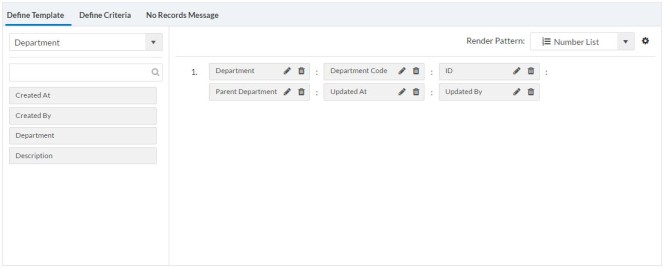 Define Template Define Criteria No Records Message
Department
Render Pattern: Number List
1. Department : Department Code : ID :
Parent Department : Updated At : Updated By
Created At
Created By
Department
Description